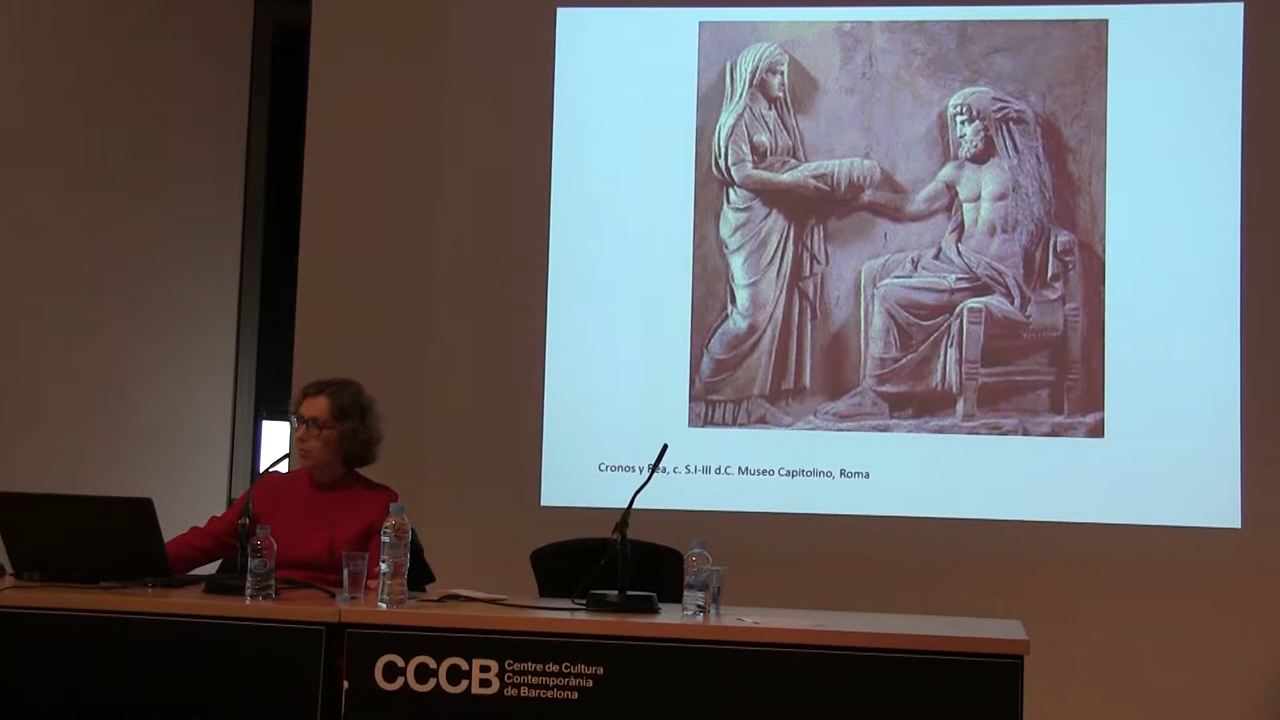 Cronos y Rea, c. S.I-III d.C. Museo Capitolino, Roma
CCCB
Centre de Cultura
Contemporània
de Barcelona